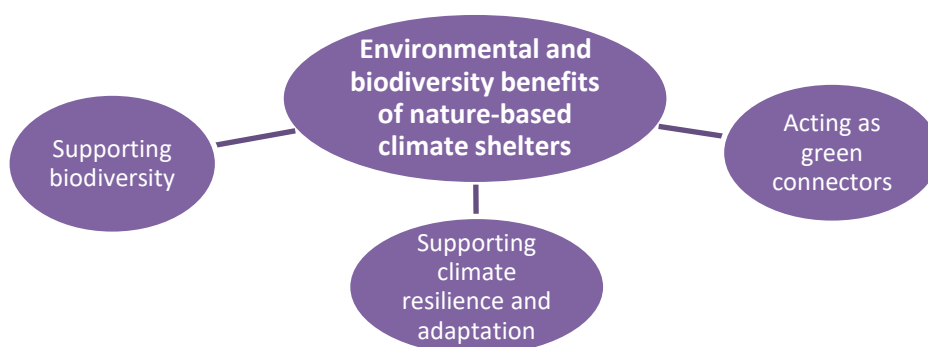 Environmental and
biodiversity benefits
of nature-based
climate shelters
Supporting
biodiversity
Acting as
green
connectors
Supporting
climate
resilience and
adaptation